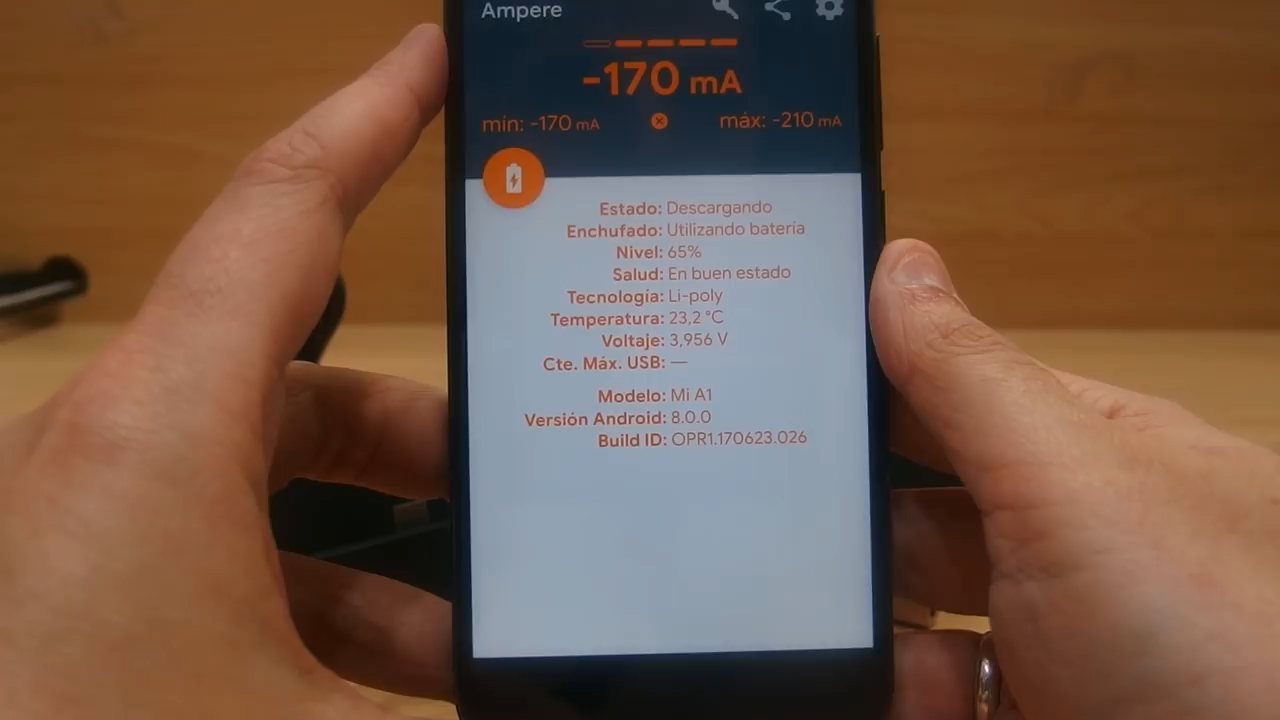 Ampere
-170 mA
min: -170 mA
máx: -210 mA
Estado: Descargando
Enchufado: Utilizando batería
Nivel: 65%
Salud: En buen estado
Tecnología: Li-poly
Temperatura: 23,2 °C
Voltaje: 3,956 V
Cte. Máx. USB: —
Modelo: Mi A1
Versión Android: 8.0.0
Build ID: OPR1.170623.026